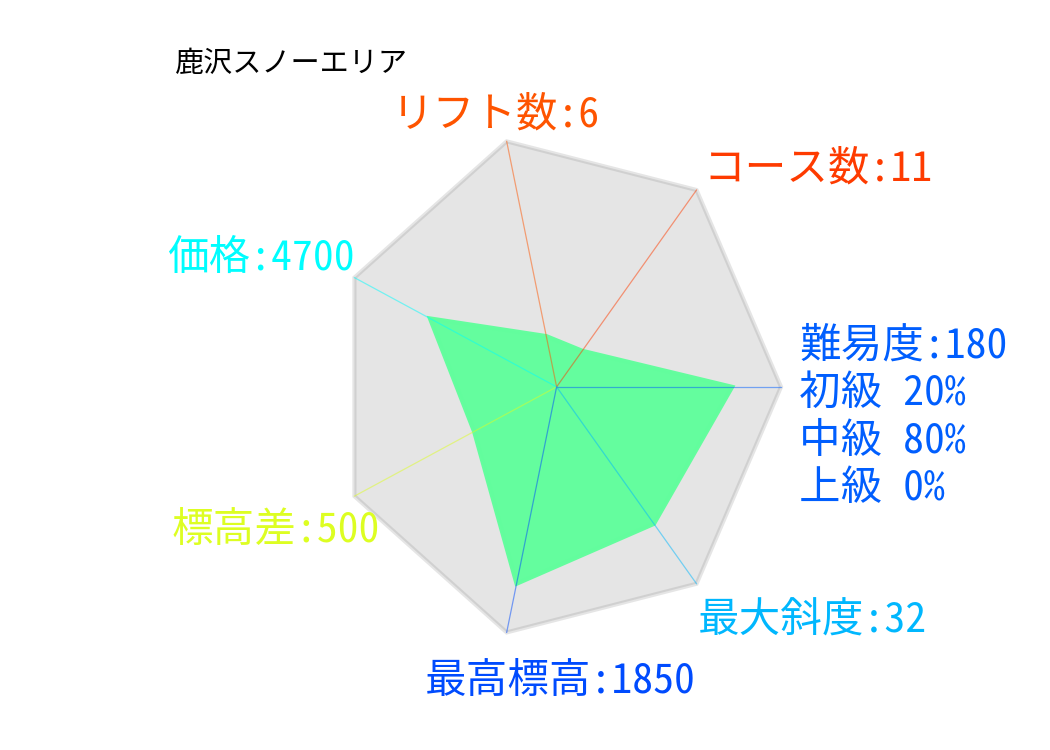 鹿沢スノーエリア
リフト数:6
コース数:11
価格:4700
難易度:180
初級 20%
中級 80%
上級 0%
標高差:500
最大斜度:32
最高標高:1850